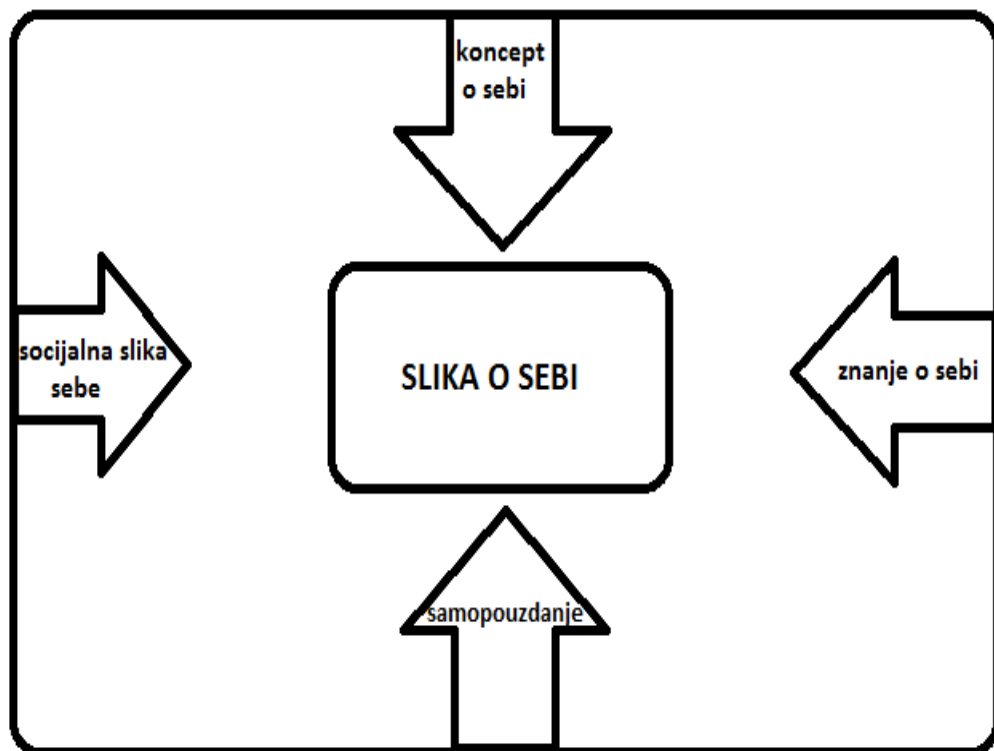 koncept
o sebi
socijalna slika
sebe
SLIKA O SEBI
znanje o sebi
samopouzdanje